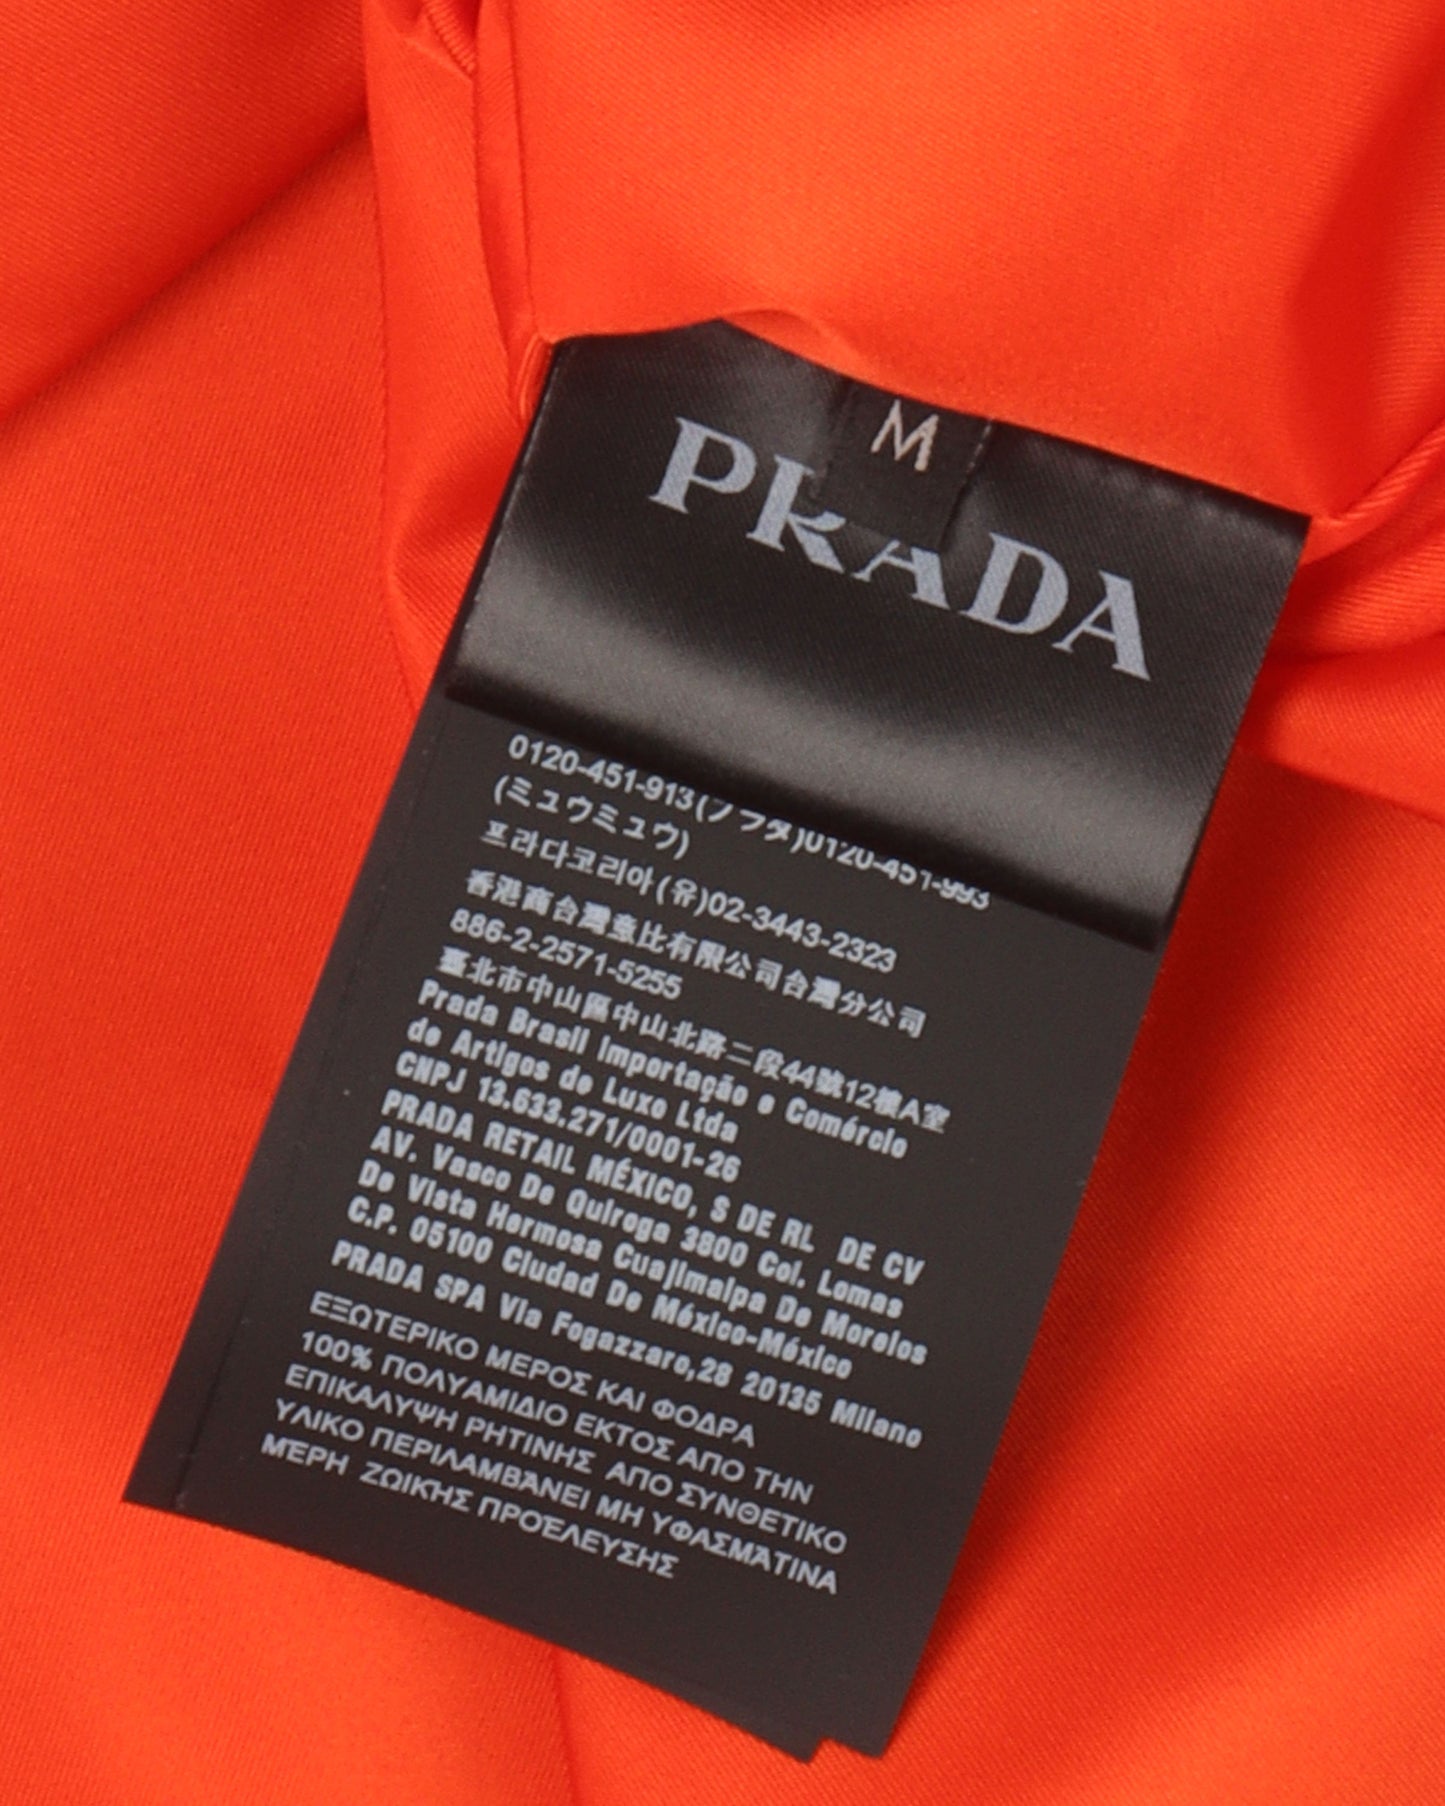 M
PRADA
0120-451-913(プラダ)0120-451-993
(ミュウミュウ)
프라다코리아(유)02-3443-2323
香港商台灣意比有限公司台灣分公司
886-2-2571-5255
臺北市中山區中山北路二段44號12樓A室
Prada Brasil Importação e Comércio
de Artigos de Luxo Ltda
CNPJ 13.633.271/0001-26
PRADA RETAIL MÉXICO, S DE RL DE CV
AV. Vasco De Quiroga 3800 Col. Lomas
De Vista Hermosa Cuajimalpa De Morelos
C.P. 05100 Ciudad De México-México
PRADA SPA Via Fogazzaro,28 20135 Milano
ΕΞΩΤΕΡΙΚΟ ΜΕΡΟΣ ΚΑΙ ΦΟΔΡΑ
100% ΠΟΛΥΑΜΙΔΙΟ ΕΚΤΟΣ ΑΠΟ ΤΗΝ
ΕΠΙΚΑΛΥΨΗ ΡΗΤΙΝΗΣ ΑΠΟ ΣΥΝΘΕΤΙΚΟ
ΥΛΙΚΟ ΠΕΡΙΛΑΜΒΆΝΕΙ ΜΗ ΥΦΑΣΜΆΤΙΝΑ
ΜΈΡΗ ΖΩΙΚΉΣ ΠΡΟΈΛΕΥΣΗΣ